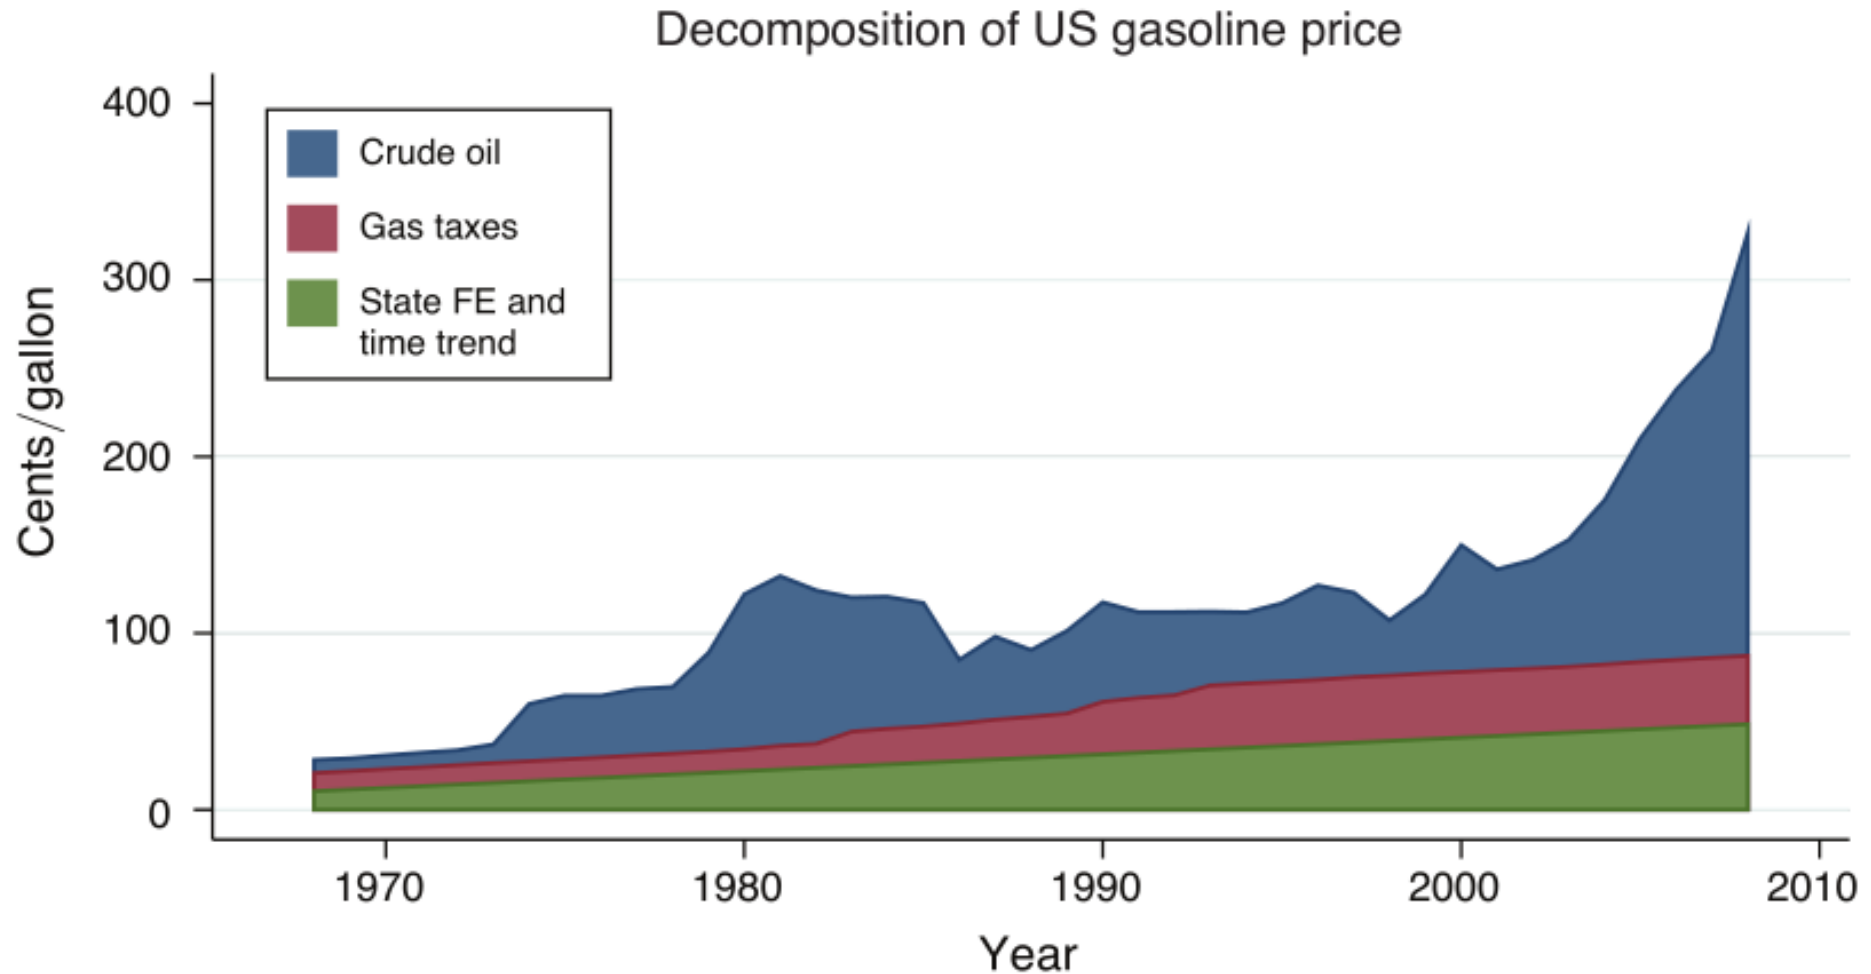 Decomposition of US gasoline price
400
300
200
100
0
Cents/gallon
Crude oil
Gas taxes
State FE and
time trend
1970 1980 1990 2000 2010
Year